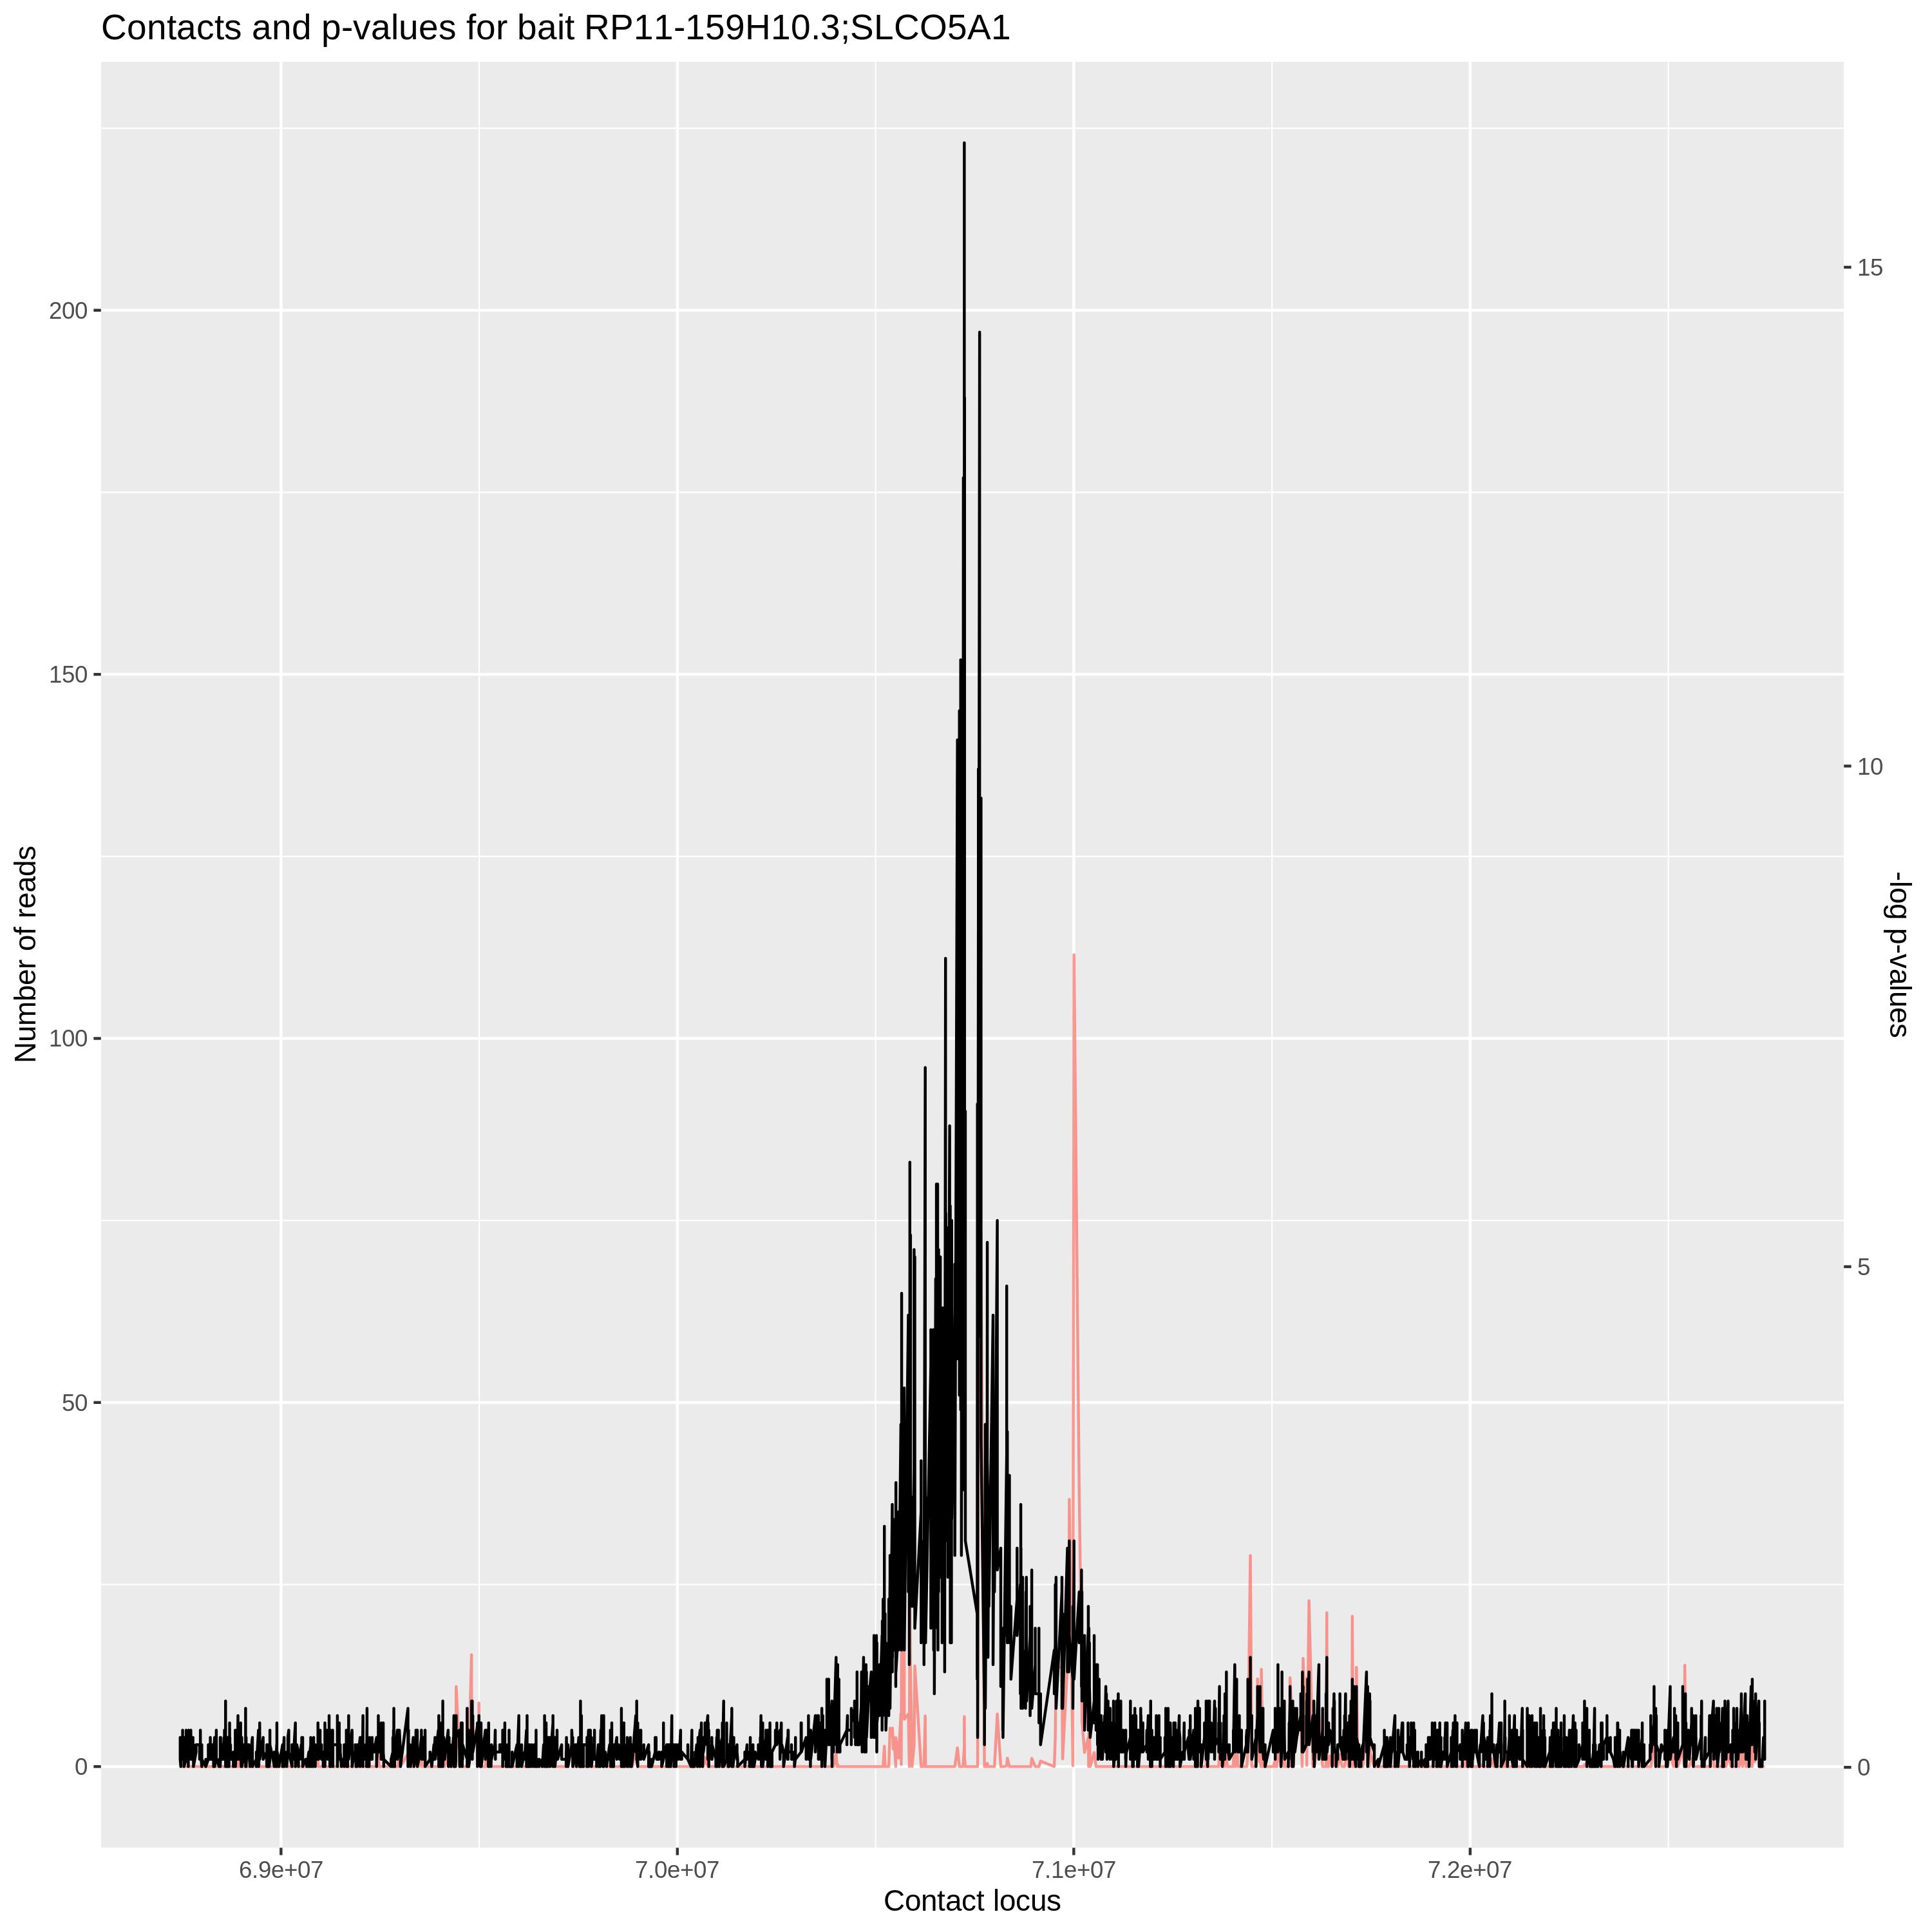 Contacts and p-values for bait RP11-159H10.3;SLCO5A1
Number of reads
200
150
100
50
0
15
10
5
0
-log p-values
6.9e+07
7.0e+07
7.1e+07
7.2e+07
Contact locus